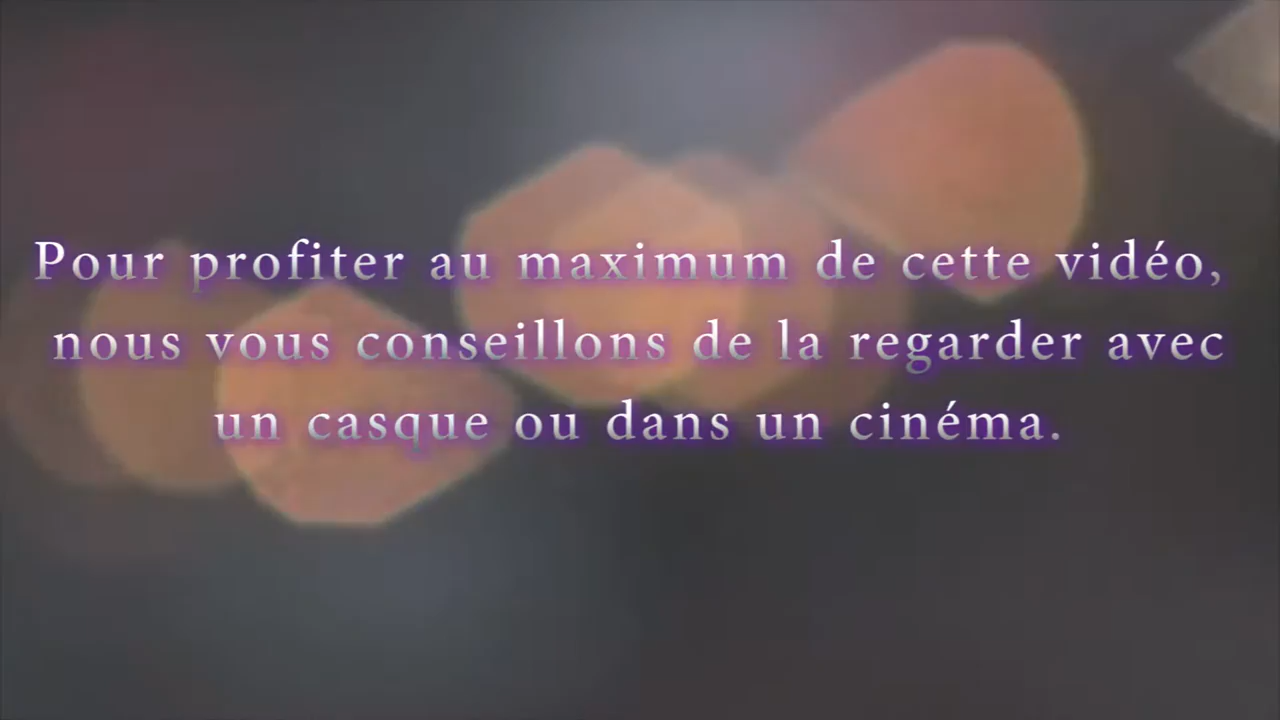 Pour profiter au maximum de cette vidéo,
nous vous conseillons de la regarder avec
un casque ou dans un cinéma.